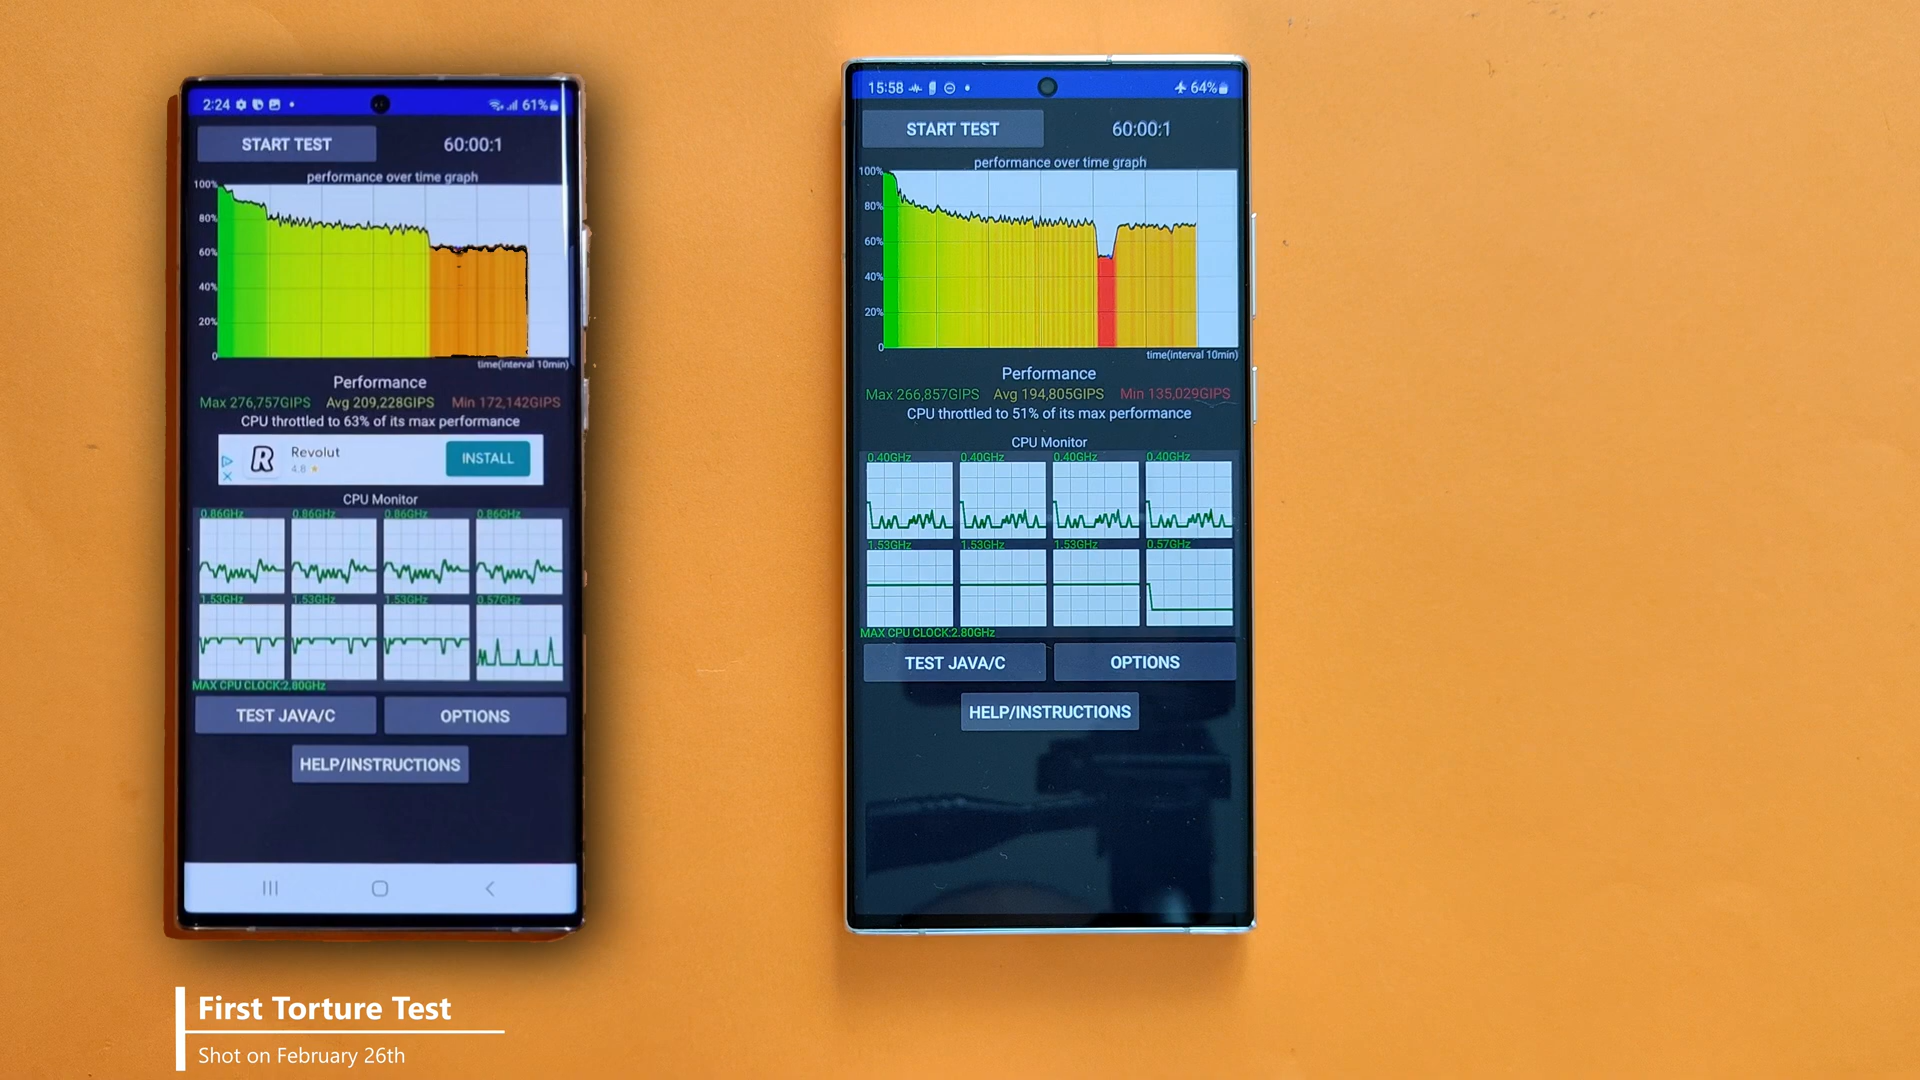 2:24 61%
START TEST 60:00:1
performance over time graph
100%
80%
60%
40%
20%
0
time(interval 10min)
Performance
Max 276,757GIPS Avg 209,228GIPS Min 172,142GIPS
CPU throttled to 63% of its max performance
R Revolut
4.8 INSTALL
CPU Monitor
0.86GHz 0.86GHz 0.86GHz 0.86GHz
1.53GHz 1.53GHz 1.53GHz 0.57GHz
MAX CPU CLOCK:2.80GHz
TEST JAVA/C OPTIONS
HELP/INSTRUCTIONS
15:58 64%
START TEST 60:00:1
performance over time graph
100%
80%
60%
40%
20%
0
time(interval 10min)
Performance
Max 266,857GIPS Avg 194,805GIPS Min 135,029GIPS
CPU throttled to 51% of its max performance
CPU Monitor
0.40GHz 0.40GHz 0.40GHz 0.40GHz
1.53GHz 1.53GHz 1.53GHz 0.57GHz
MAX CPU CLOCK:2.80GHz
TEST JAVA/C OPTIONS
HELP/INSTRUCTIONS
First Torture Test
Shot on February 26th